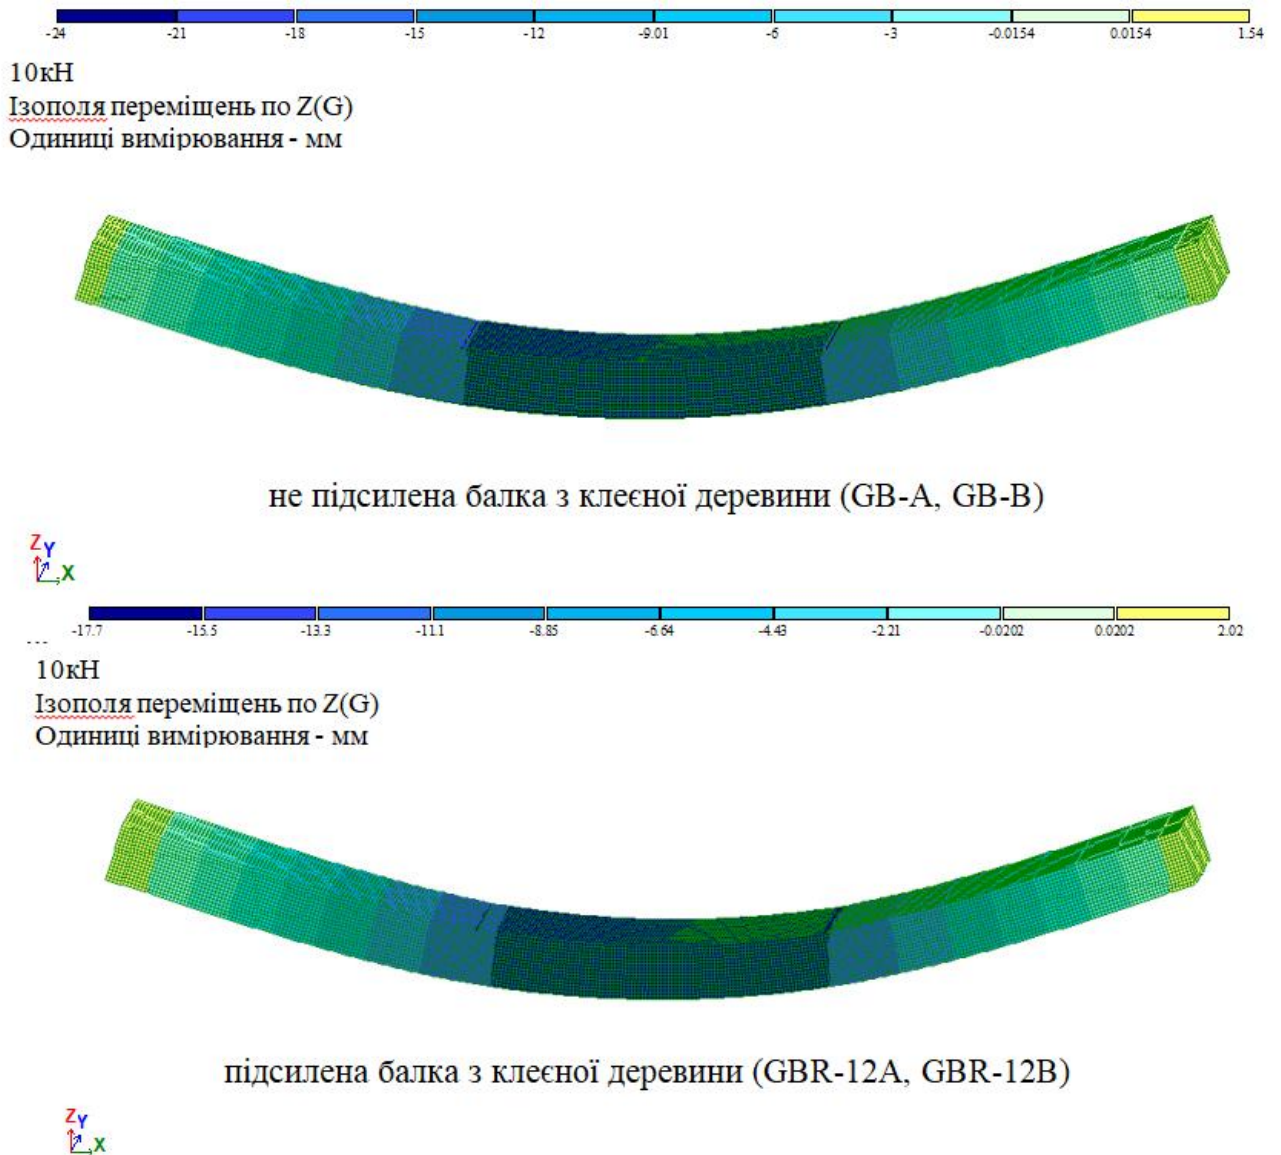 -24 -21 -18 -15 -12 -9.01 -6 -3 -0.0154 0.0154 1.54
10кН
Ізополя переміщень по Z(G)
Одиниці вимірювання - мм
не підсилена балка з клеєної деревини (GB-A, GB-B)
Z Y X
-17.7 -15.5 -13.3 -11.1 -8.85 -6.64 -4.43 -2.21 -0.0202 0.0202 2.02
10кН
Ізополя переміщень по Z(G)
Одиниці вимірювання - мм
підсилена балка з клеєної деревини (GBR-12A, GBR-12B)
Z Y X